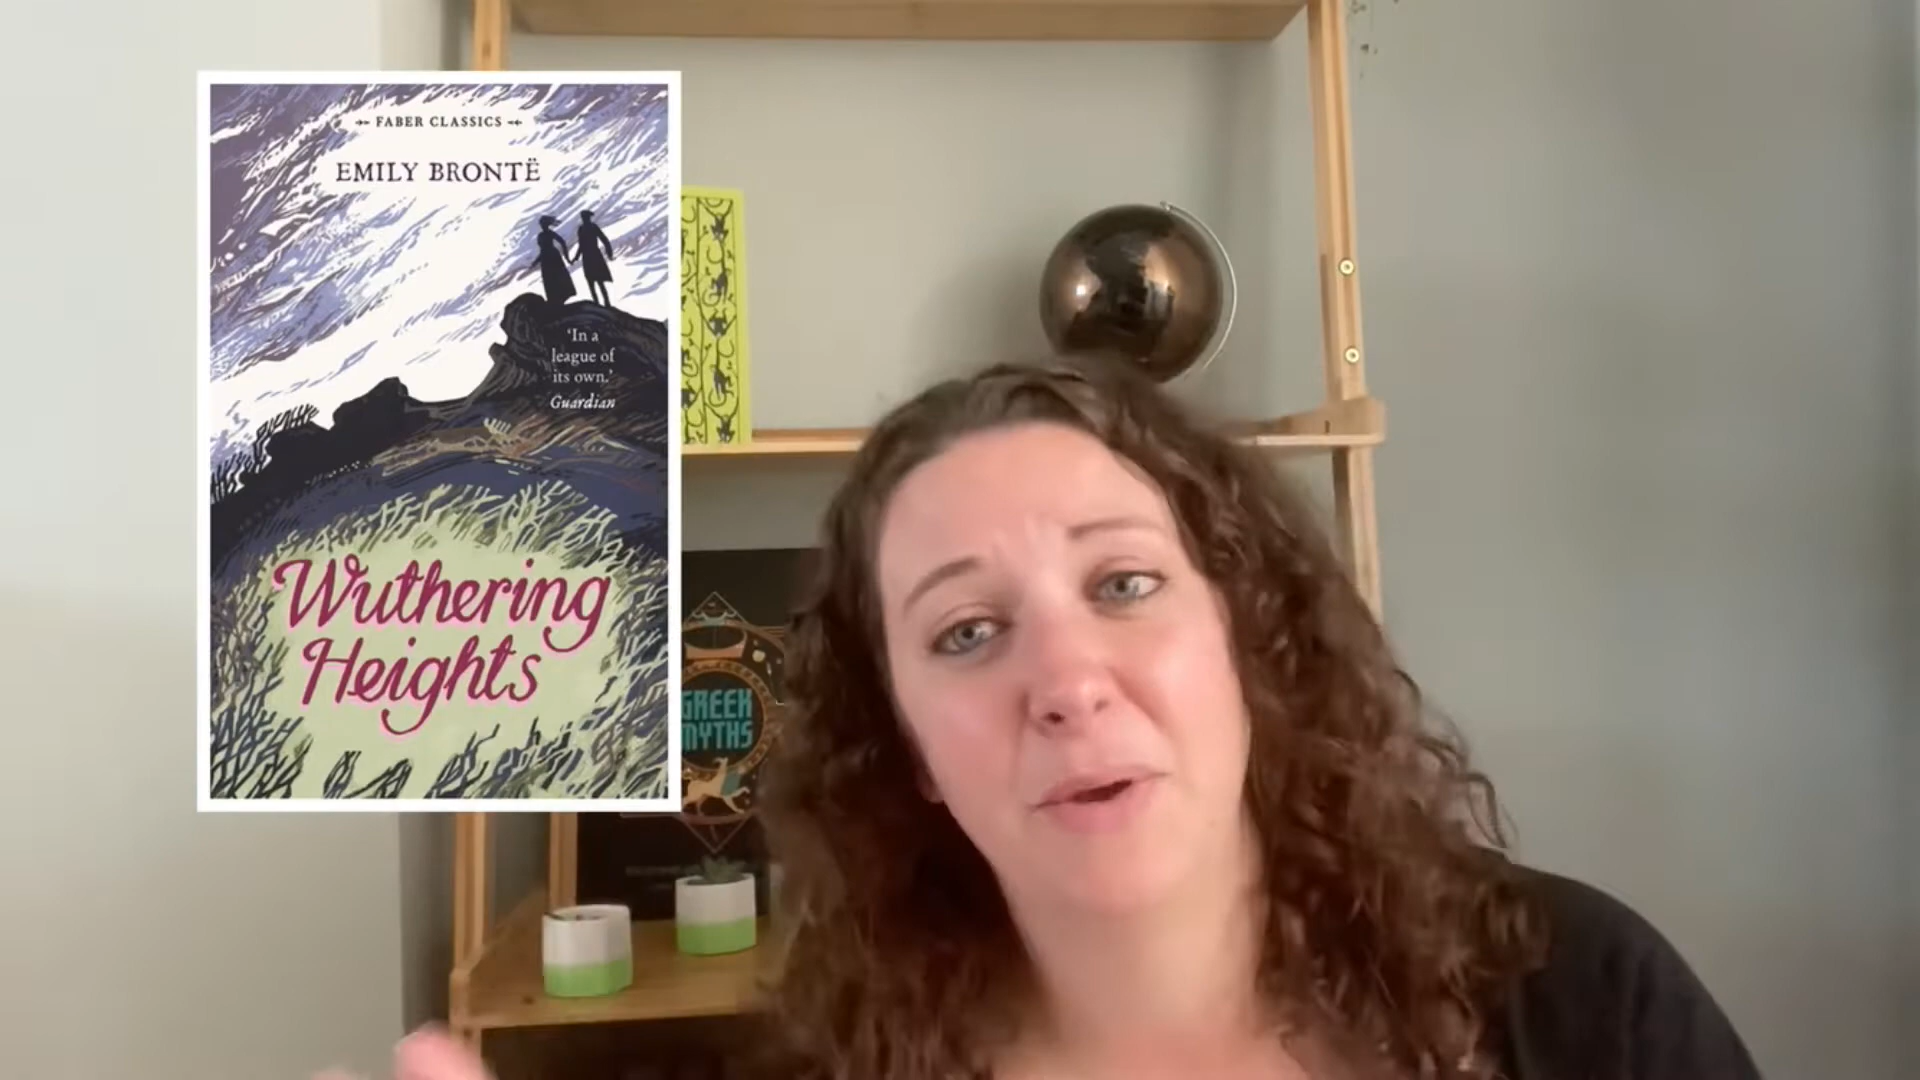 FABER CLASSICS
EMILY BRONTË
'In a
league of
its own.'
Guardian
Wuthering
Heights
GREEK
MYTHS